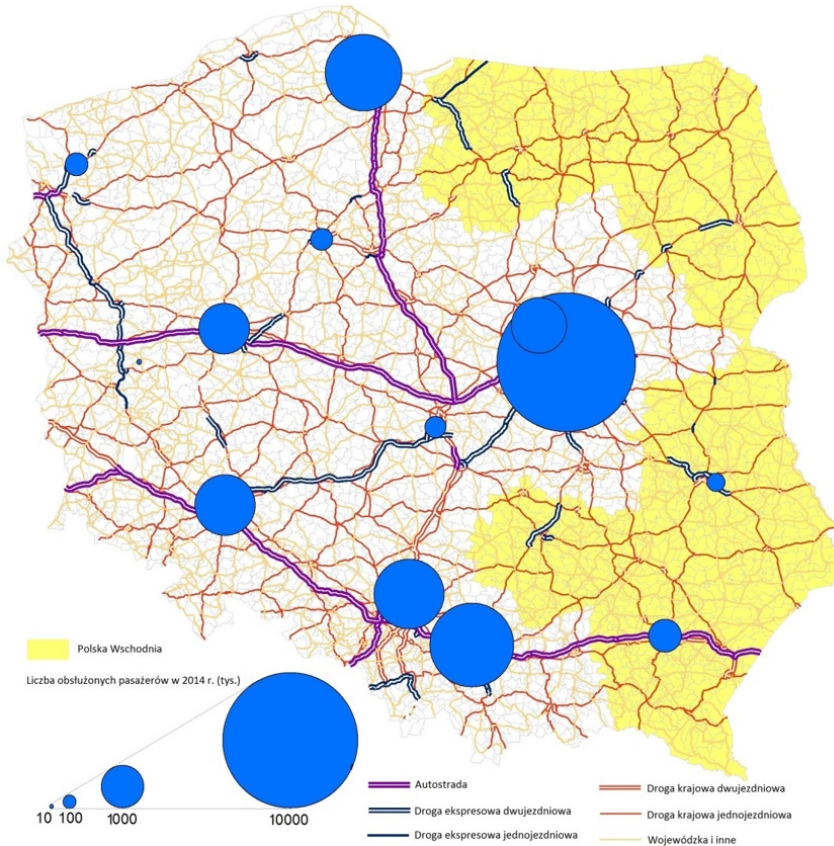 Polska Wschodnia
Liczba obsłużonych pasażerów w 2014 r. (tys.)
10 100 1000 10000
Autostrada
Droga ekspresowa dwujezdniowa
Droga ekspresowa jednojezdniowa
Droga krajowa dwujezdniowa
Droga krajowa jednojezdniowa
Wojewódzka i inne